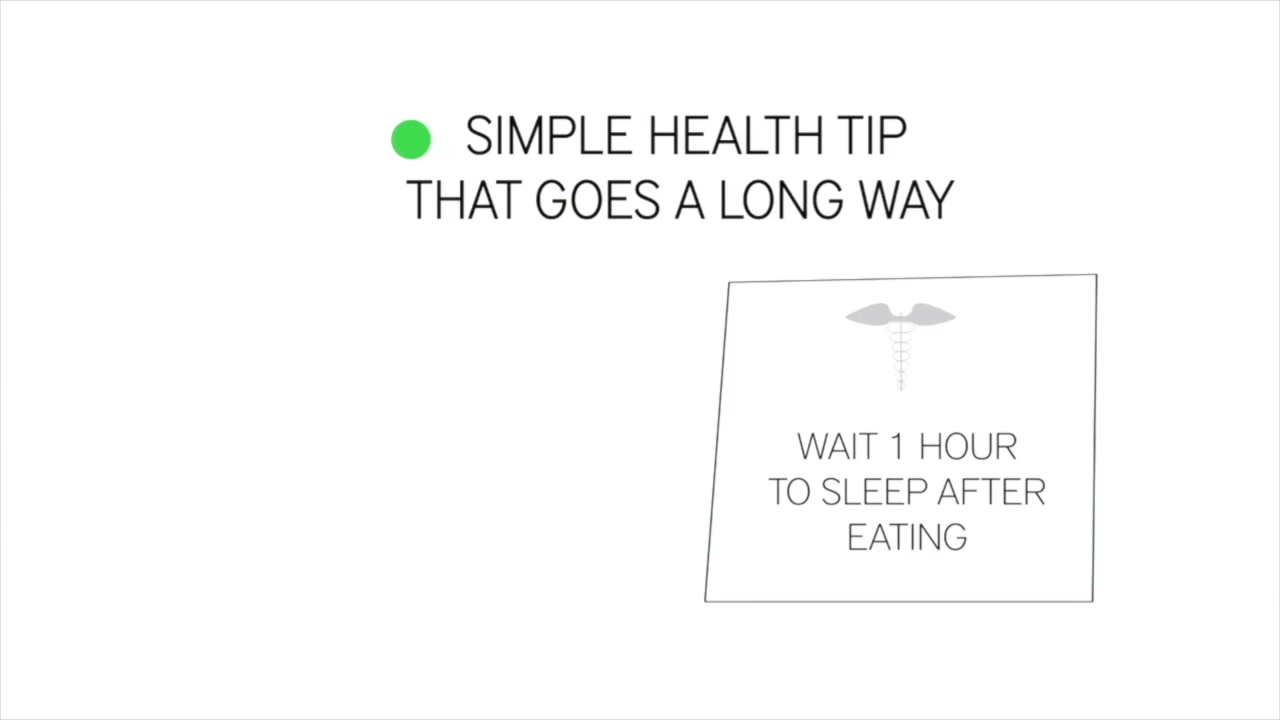 SIMPLE HEALTH TIP
THAT GOES A LONG WAY
WAIT 1 HOUR
TO SLEEP AFTER
EATING